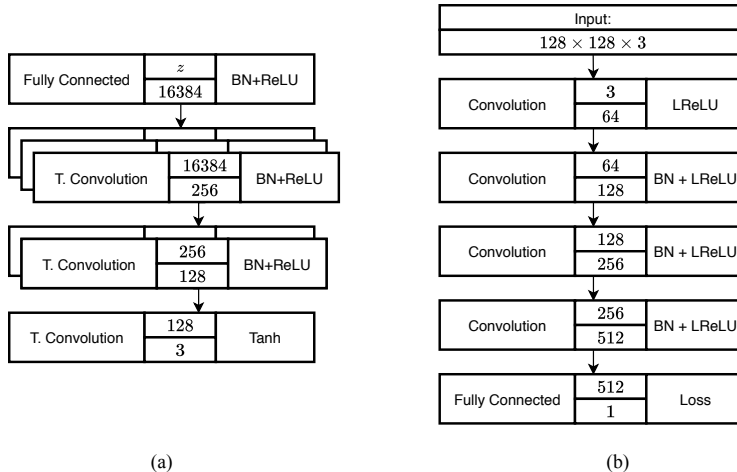 Fully Connected
z
16384
BN+ReLU
T. Convolution
16384
256
BN+ReLU
T. Convolution
256
128
BN+ReLU
T. Convolution
128
3
Tanh
(a)
Input:
128 × 128 × 3
Convolution
3
64
LReLU
Convolution
64
128
BN + LReLU
Convolution
128
256
BN + LReLU
Convolution
256
512
BN + LReLU
Fully Connected
512
1
Loss
(b)